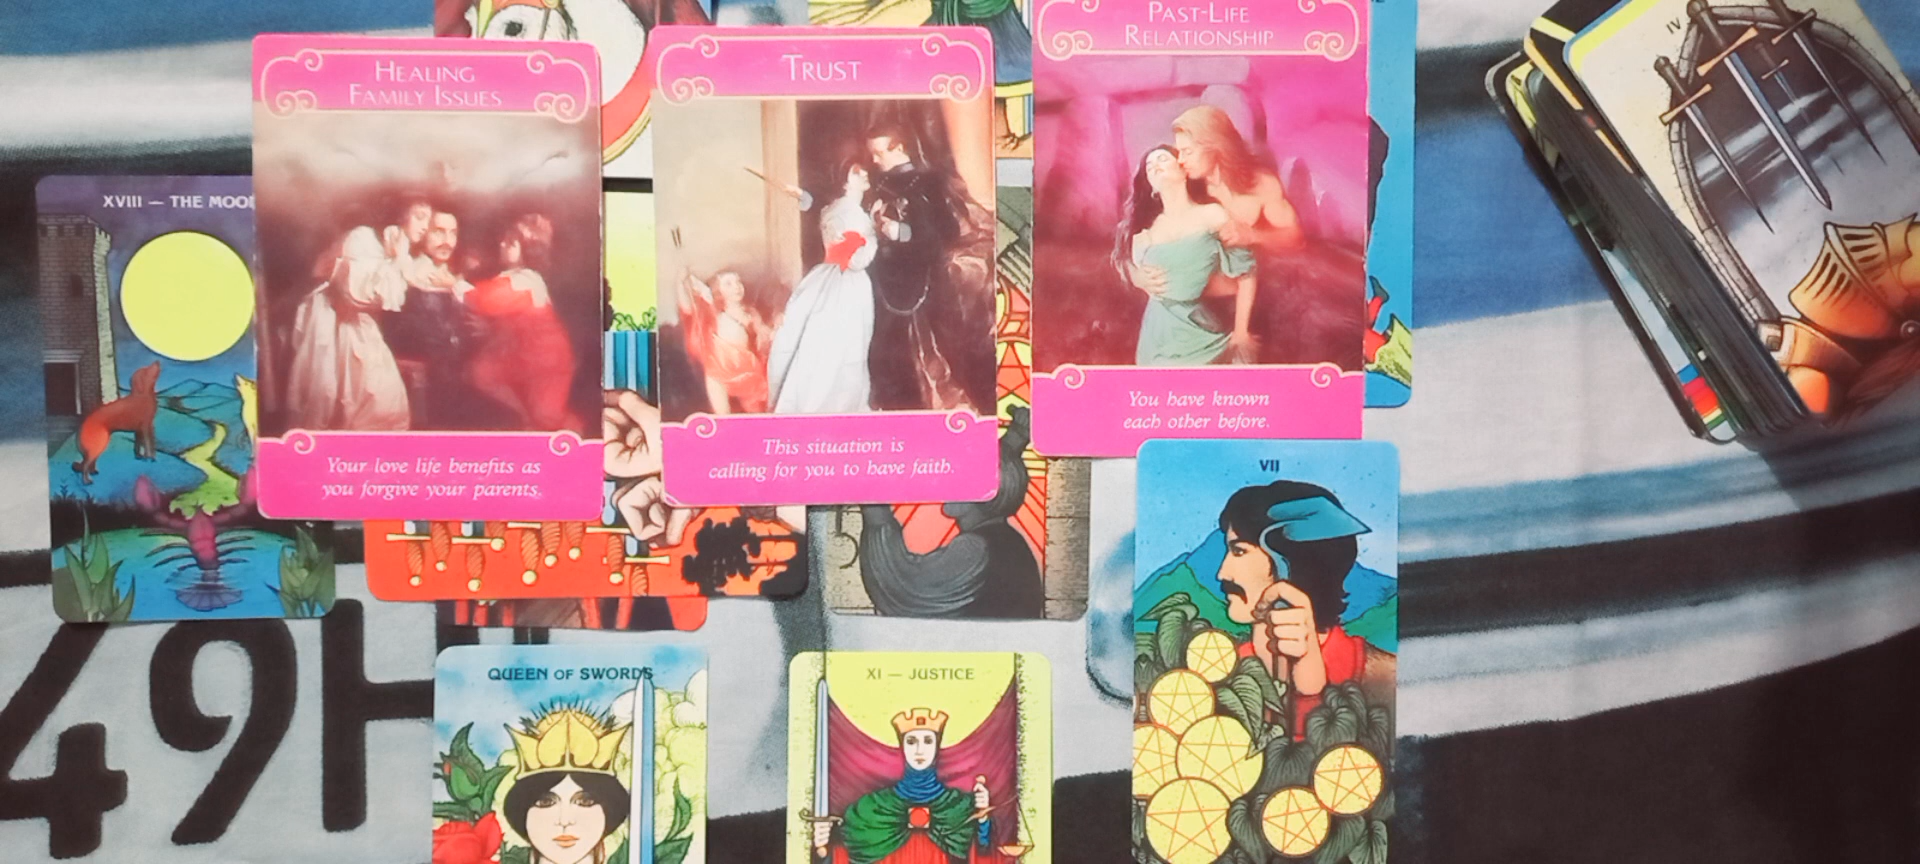 HEALING
FAMILY ISSUES
Your love life benefits as
you forgive your parents.
TRUST
This situation is
calling for you to have faith.
PAST-LIFE
RELATIONSHIP
You have known
each other before.
IV
XVIII — THE MOON
VII
QUEEN OF SWORDS
XI — JUSTICE
49H